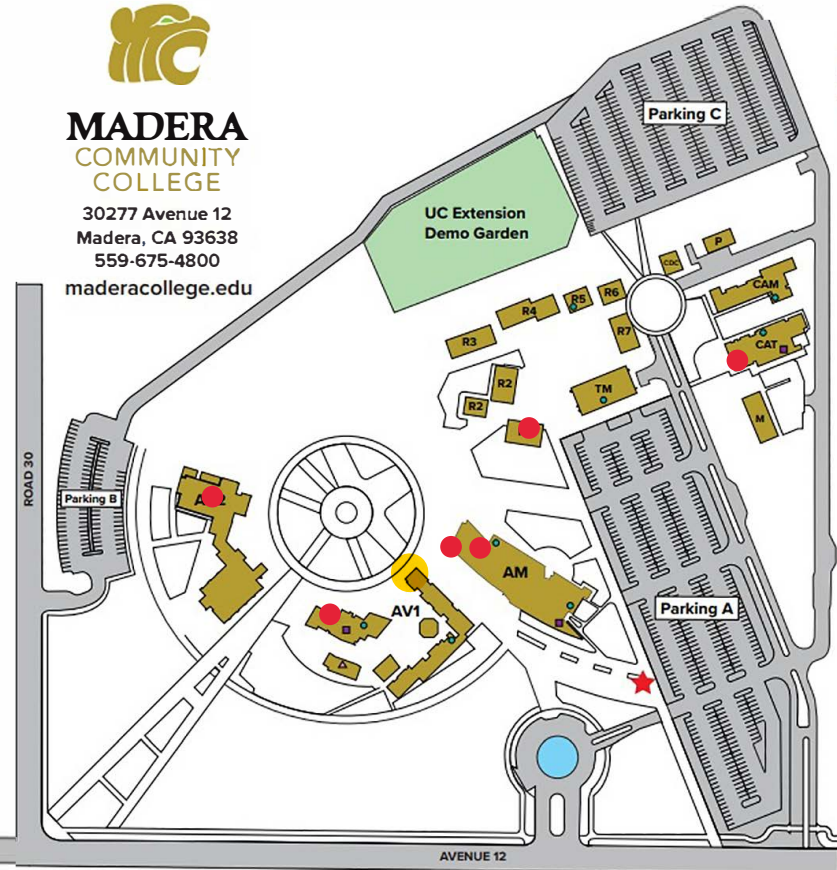 MADERA
COMMUNITY
COLLEGE
30277 Avenue 12
Madera, CA 93638
559-675-4800
maderacollege.edu
Parking C
UC Extension
Demo Garden
P
CDC
CAM
R6
R5
R4
R7
R3
CAT
R2
TM
R2
M
ROAD 30
Parking B
AM
Parking A
AV1
AVENUE 12